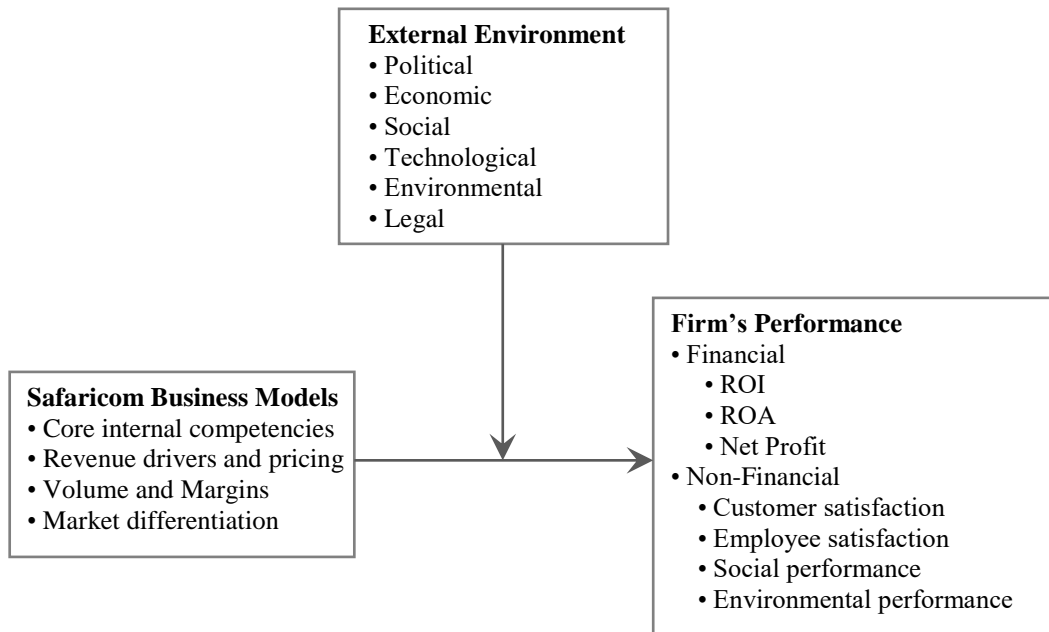 External Environment
• Political
• Economic
• Social
• Technological
• Environmental
• Legal
Firm’s Performance
• Financial
• ROI
• ROA
• Net Profit
• Non-Financial
• Customer satisfaction
• Employee satisfaction
• Social performance
• Environmental performance
Safaricom Business Models
• Core internal competencies
• Revenue drivers and pricing
• Volume and Margins
• Market differentiation